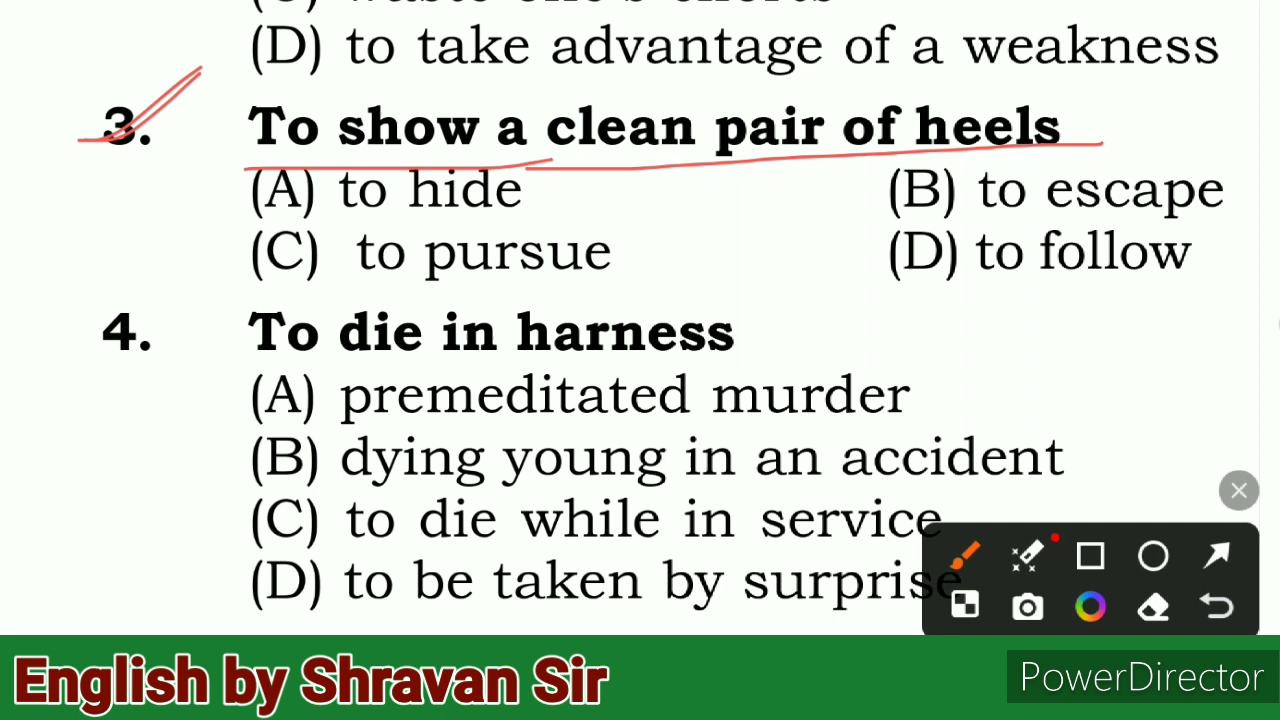 (D) to take advantage of a weakness
3. To show a clean pair of heels
(A) to hide (B) to escape
(C) to pursue (D) to follow
4. To die in harness
(A) premeditated murder
(B) dying young in an accident
(C) to die while in service
(D) to be taken by surprise
English by Shravan Sir
PowerDirector